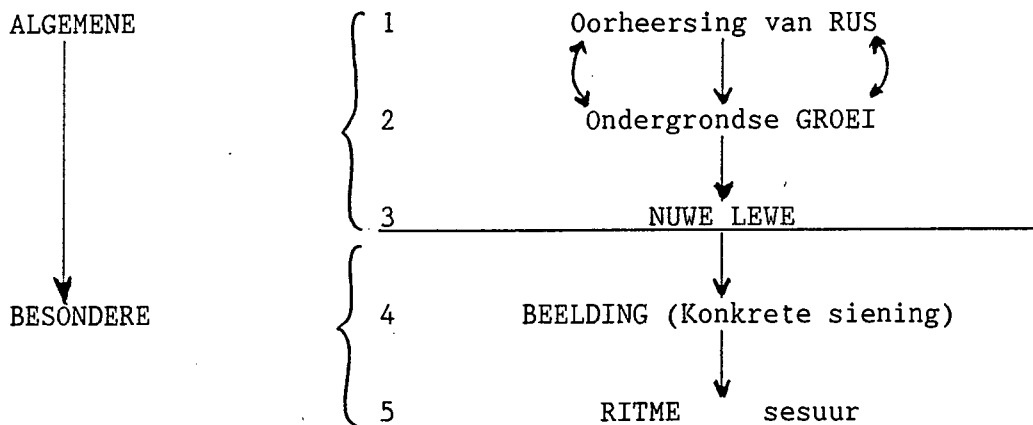 ALGEMENE 1 Oorheersing van RUS
2 Ondergrondse GROEI
3 NUWE LEWE
BESONDERE 4 BEELDING (Konkrete siening)
5 RITME sesuur